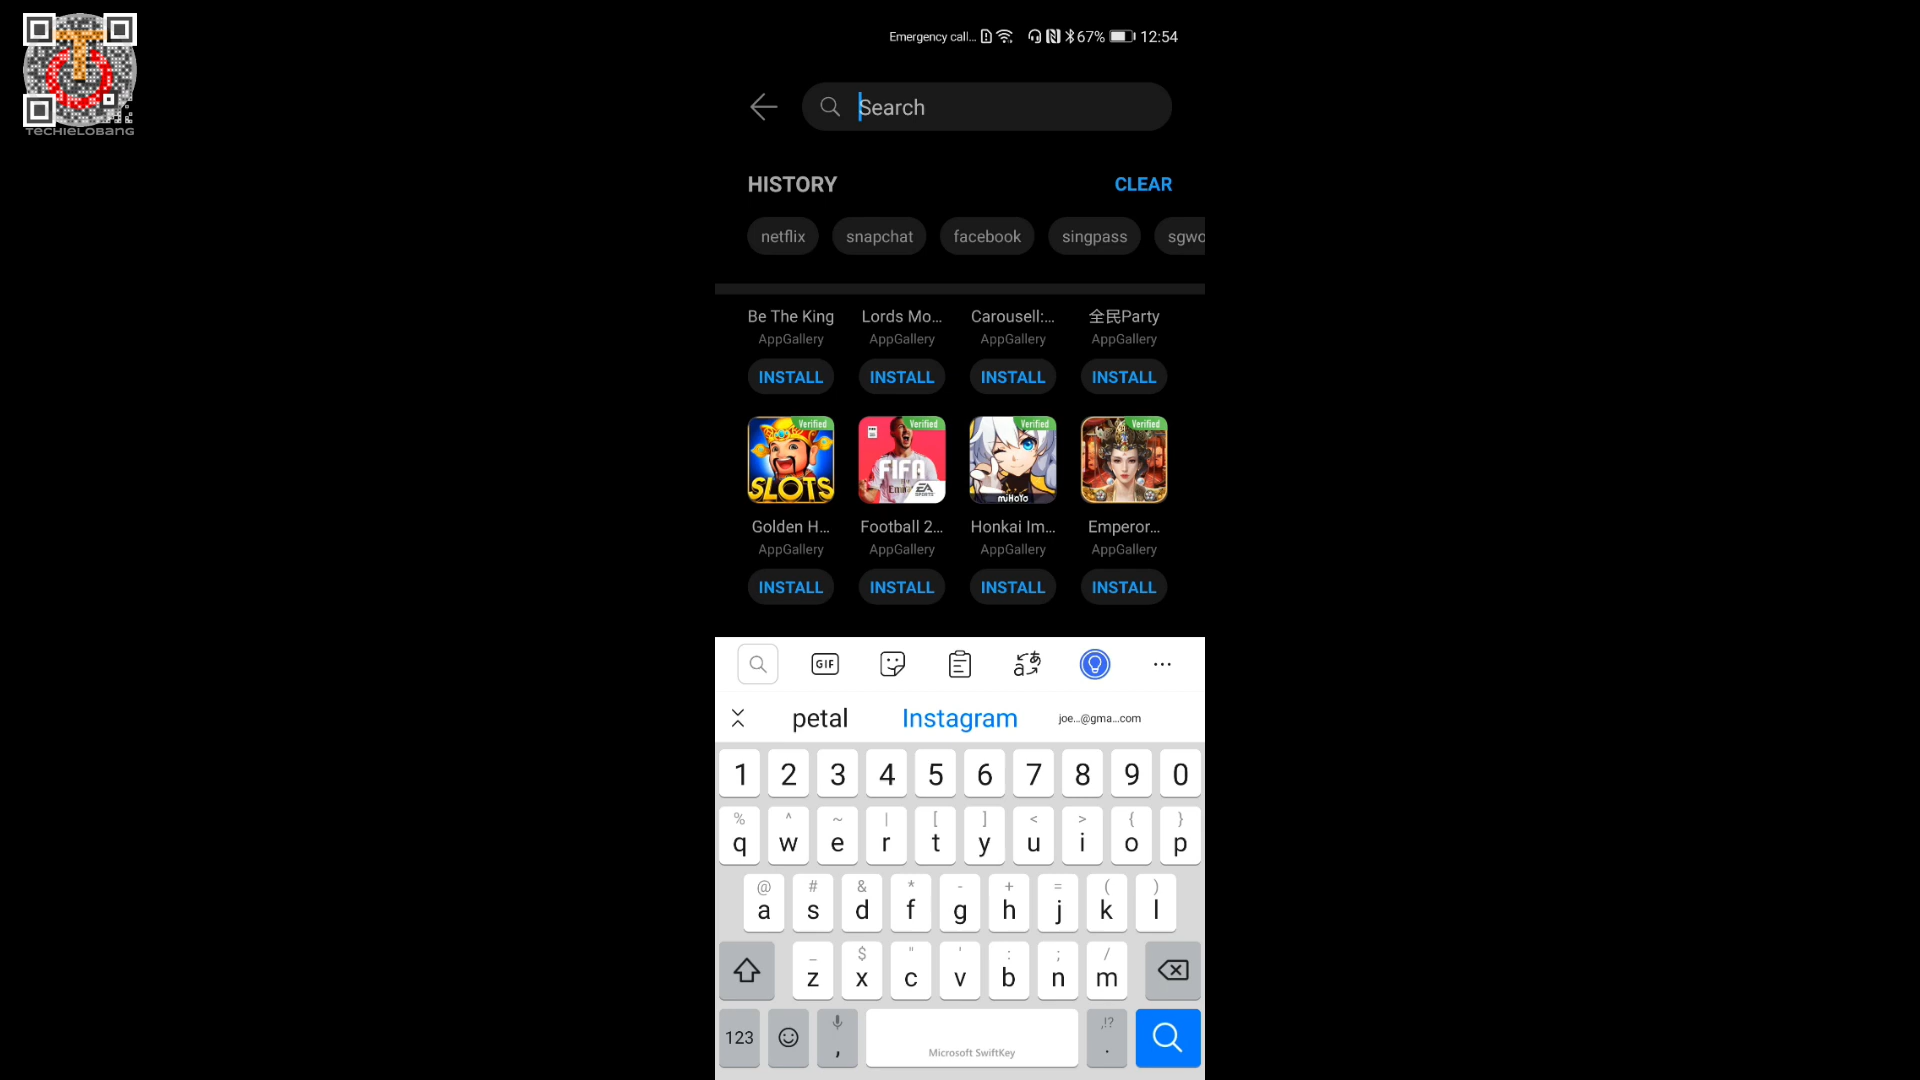 TECHIELOBANG
Emergency call... 67% 12:54
Search
HISTORY CLEAR
netflix snapchat facebook singpass sgwo
Be The King Lords Mo... Carousell:... 全民Party
AppGallery AppGallery AppGallery AppGallery
INSTALL INSTALL INSTALL INSTALL
Verified Verified Verified Verified
SLOTS FIFA EA SPORTS miHoYo
Golden H... Football 2... Honkai Im... Emperor...
AppGallery AppGallery AppGallery AppGallery
INSTALL INSTALL INSTALL INSTALL
GIF
petal Instagram joe...@gma...com
1 2 3 4 5 6 7 8 9 0
% ^ ~ | [ ] < > { }
q w e r t y u i o p
@ # & * - + = ( )
a s d f g h j k l
_ $ " ' : ; /
z x c v b n m
,!?
123 , Microsoft SwiftKey .